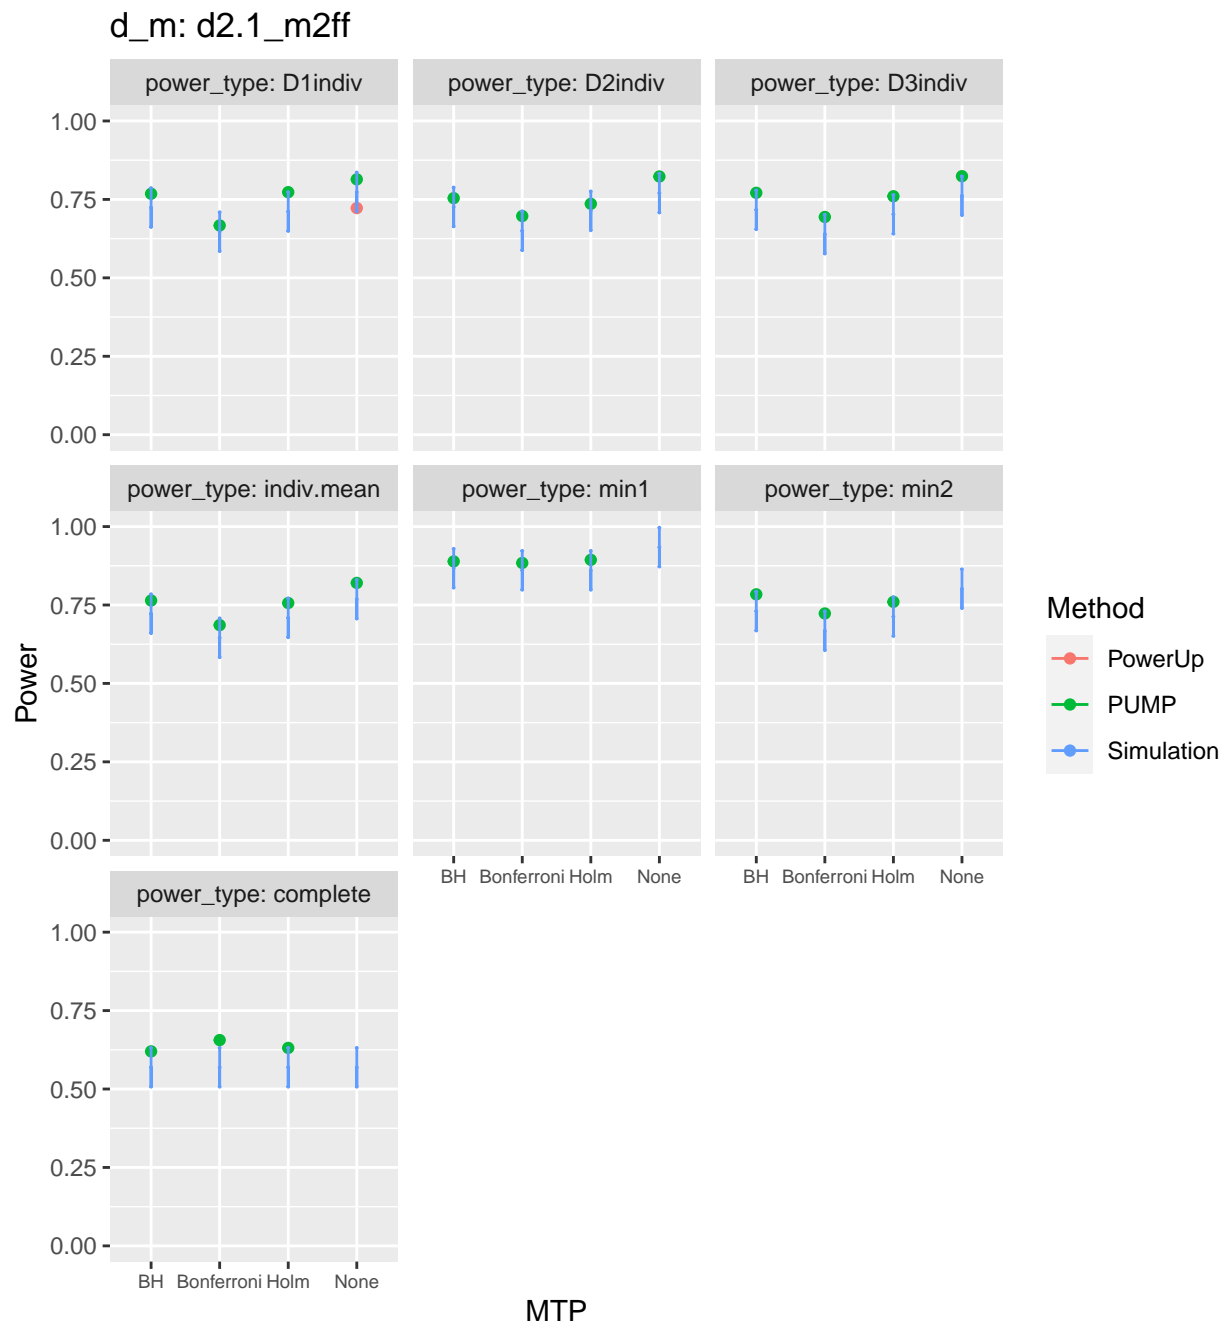 d_m: d2.1_m2ff
power_type: D1indiv
power_type: D2indiv
power_type: D3indiv
1.00
0.75
0.50
0.25
0.00
power_type: indiv.mean
power_type: min1
power_type: min2
1.00
0.75
0.50
0.25
0.00
BH Bonferroni Holm None
BH Bonferroni Holm None
power_type: complete
1.00
0.75
0.50
0.25
0.00
BH Bonferroni Holm None
MTP
Power
Method
PowerUp
PUMP
Simulation